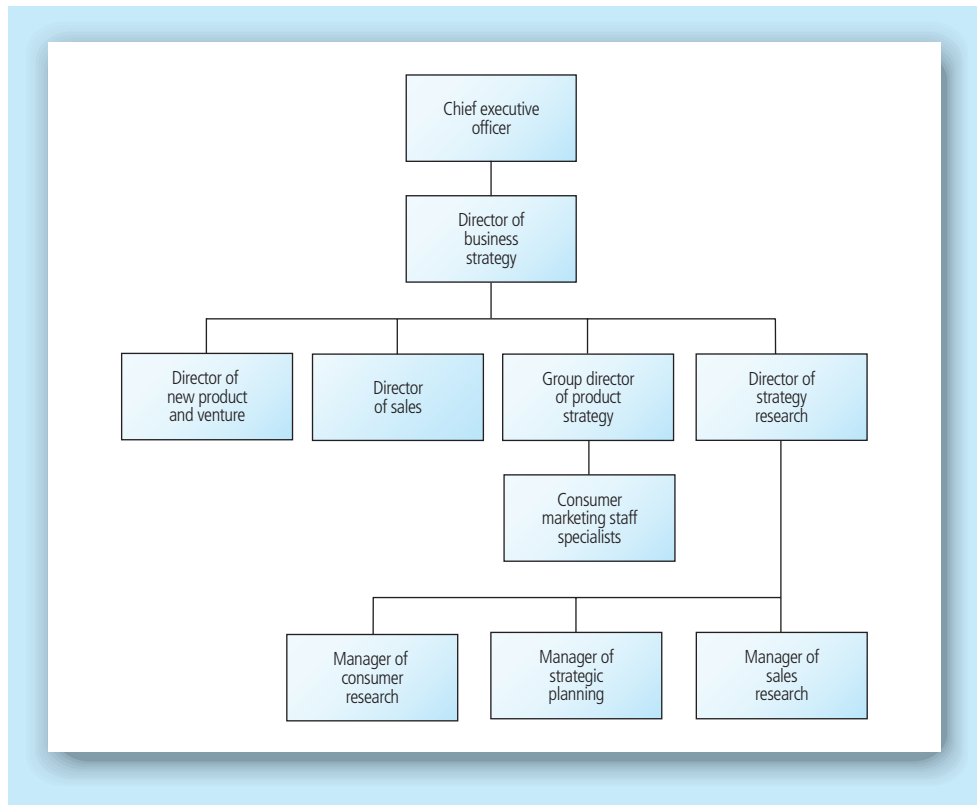 Chief executive
officer
Director of
business
strategy
Director of
new product
and venture
Director
of sales
Group director
of product
strategy
Director of
strategy
research
Consumer
marketing staff
specialists
Manager of
consumer
research
Manager of
strategic
planning
Manager of
sales
research